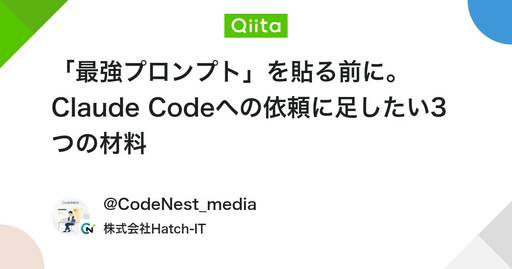 Qiita
「最強プロンプト」を貼る前に。
Claude Codeへの依頼に足したい3
つの材料
@CodeNest_media
株式会社Hatch-IT